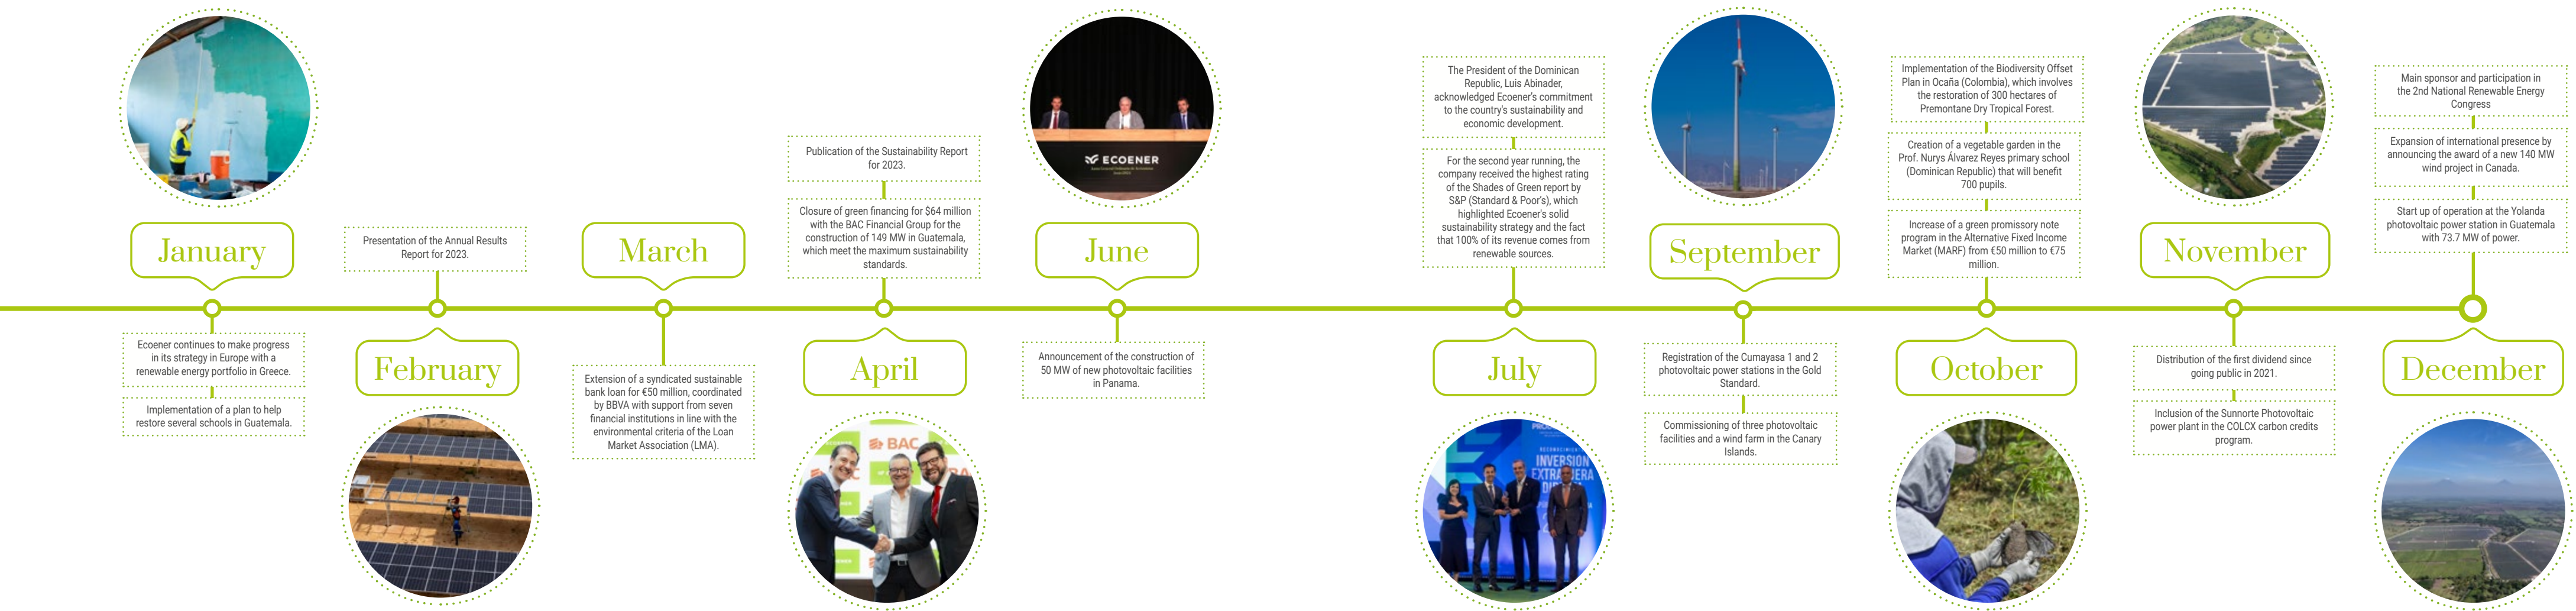 January
Ecoener continues to make progress
in its strategy in Europe with a
renewable energy portfolio in Greece.
Implementation of a plan to help
restore several schools in Guatemala.
Presentation of the Annual Results
Report for 2023.
February
March
Extension of a syndicated sustainable
bank loan for €50 million, coordinated
by BBVA with support from seven
financial institutions in line with the
environmental criteria of the Loan
Market Association (LMA).
Publication of the Sustainability Report
for 2023.
Closure of green financing for $64 million
with the BAC Financial Group for the
construction of 149 MW in Guatemala,
which meet the maximum sustainability
standards.
April
BAC
ECOENER
June
Announcement of the construction of
50 MW of new photovoltaic facilities
in Panama.
The President of the Dominican
Republic, Luis Abinader,
acknowledged Ecoener's commitment
to the country's sustainability and
economic development.
For the second year running, the
company received the highest rating
of the Shades of Green report by
S&P (Standard & Poor's), which
highlighted Ecoener's solid
sustainability strategy and the fact
that 100% of its revenue comes from
renewable sources.
July
INVERSION
September
Registration of the Cumayasa 1 and 2
photovoltaic power stations in the Gold
Standard.
Commissioning of three photovoltaic
facilities and a wind farm in the Canary
Islands.
Implementation of the Biodiversity Offset
Plan in Ocaña (Colombia), which involves
the restoration of 300 hectares of
Premontane Dry Tropical Forest.
Creation of a vegetable garden in the
Prof. Nurys Álvarez Reyes primary school
(Dominican Republic) that will benefit
700 pupils.
Increase of a green promissory note
program in the Alternative Fixed Income
Market (MARF) from €50 million to €75
million.
October
November
Distribution of the first dividend since
going public in 2021.
Inclusion of the Sunnorte Photovoltaic
power plant in the COLCX carbon credits
program.
Main sponsor and participation in
the 2nd National Renewable Energy
Congress
Expansion of international presence by
announcing the award of a new 140 MW
wind project in Canada.
Start up of operation at the Yolanda
photovoltaic power station in Guatemala
with 73.7 MW of power.
December